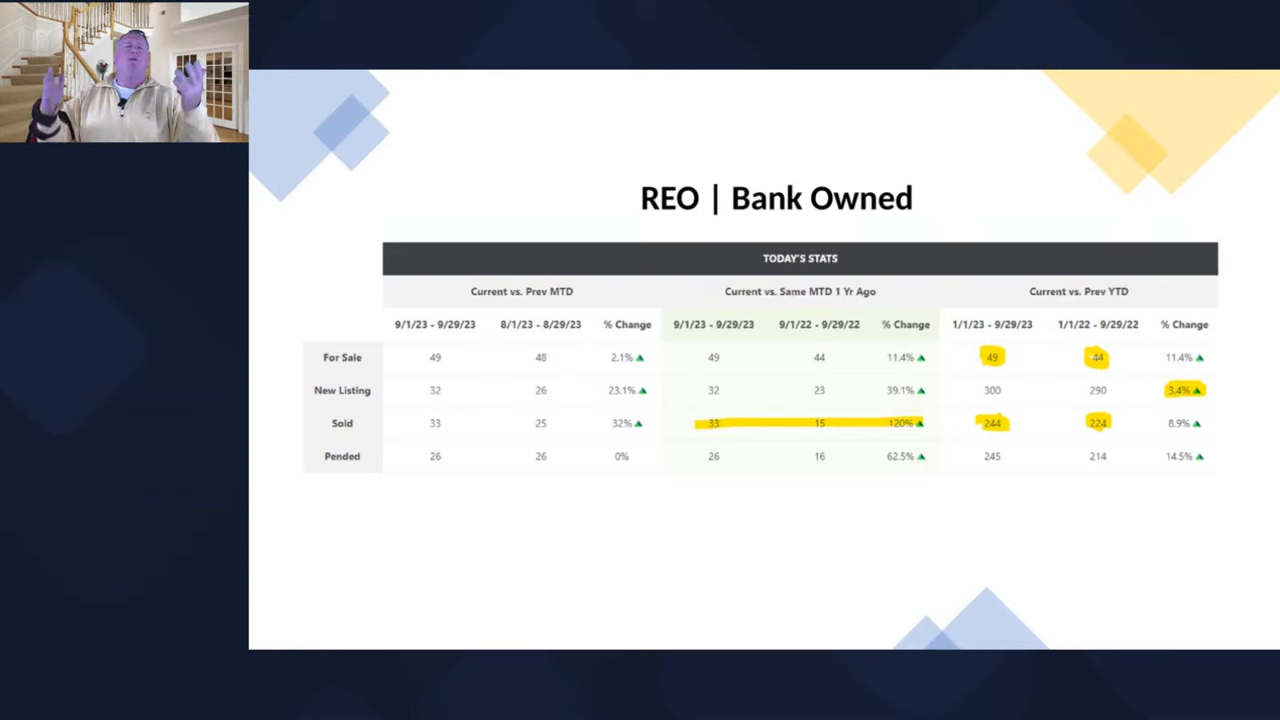 REO | Bank Owned
TODAY'S STATS
Current vs. Prev MTD Current vs. Same MTD 1 Yr Ago Current vs. Prev YTD
9/1/23 - 9/29/23 8/1/23 - 8/29/23 % Change 9/1/23 - 9/29/23 9/1/22 - 9/29/22 % Change 1/1/23 - 9/29/23 1/1/22 - 9/29/22 % Change
For Sale 49 48 2.1% 49 44 11.4% 49 44 11.4%
New Listing 32 26 23.1% 32 23 39.1% 300 290 3.4%
Sold 33 25 32% 33 15 120% 244 224 8.9%
Pended 26 26 0% 26 16 62.5% 245 214 14.5%